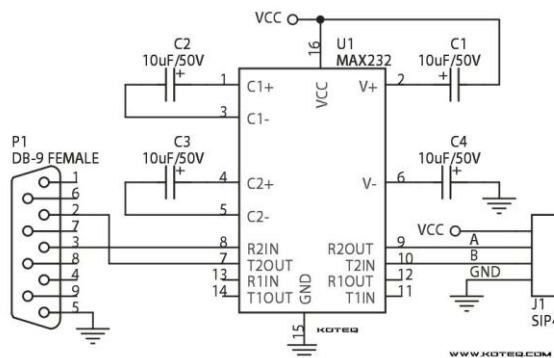 VCC
16
C2
10uF/50V
+
1
3
U1
MAX232
C1+
C1-
VCC
V+
2
C1
10uF/50V
+
P1
DB-9 FEMALE
1
6
2
7
3
8
4
9
5
C3
10uF/50V
+
4
5
C2+
C2-
V-
6
C4
10uF/50V
+
8
7
13
14
R2IN
T2OUT
R1IN
T1OUT
GND
15
R2OUT
T2IN
R1OUT
T1IN
9
10
12
11
VCC
A
B
GND
J1
KOTEQ
WWW.KOTEQ.COM